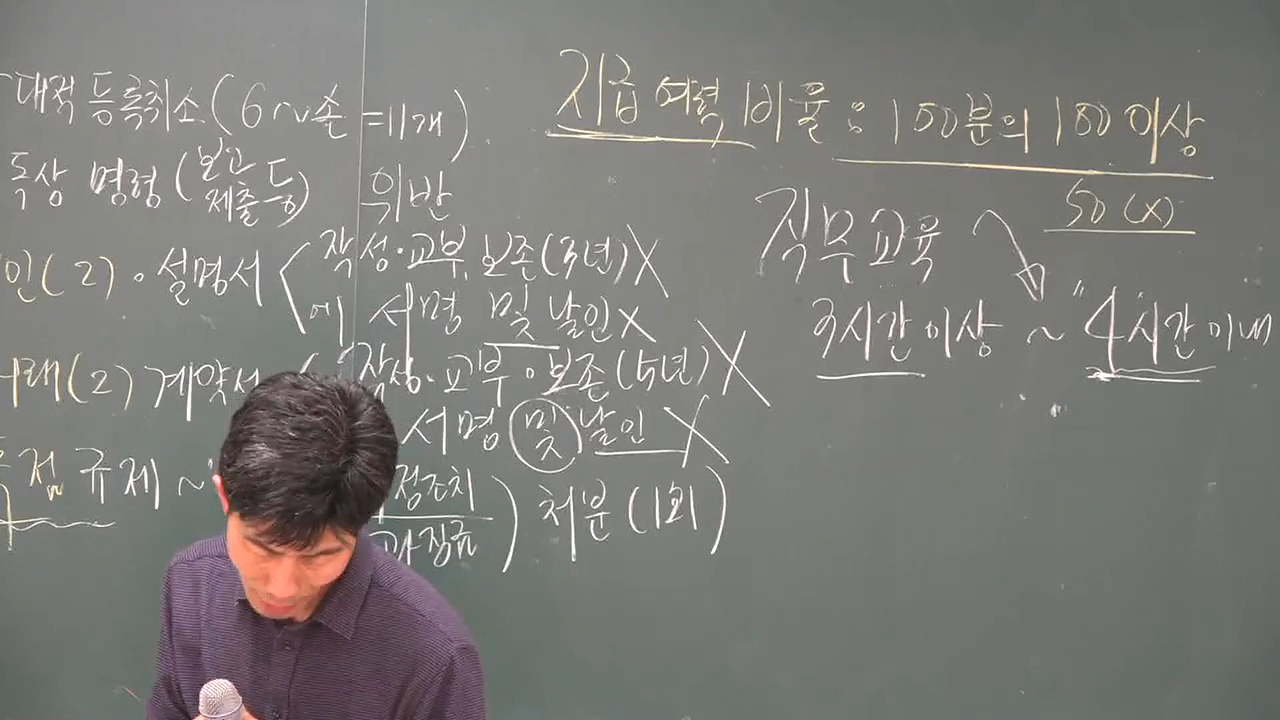 대적 등록취소 (6~손 =11개)
독상 명령 (보고 제출 등) 위반
인(2)·설명서 < 작성·교부, 보존(3년) X
에 서명 및 날인 X
래(2) 계약서 ( 작성·교부·보존(5년) X
서명 및 날인 X
점 규제 ~
정조치
처분 (1회)
지급여력 비율 : 100분의 100 이상
50 (X)
직무교육
3시간 이상 ~ "4시간 이내